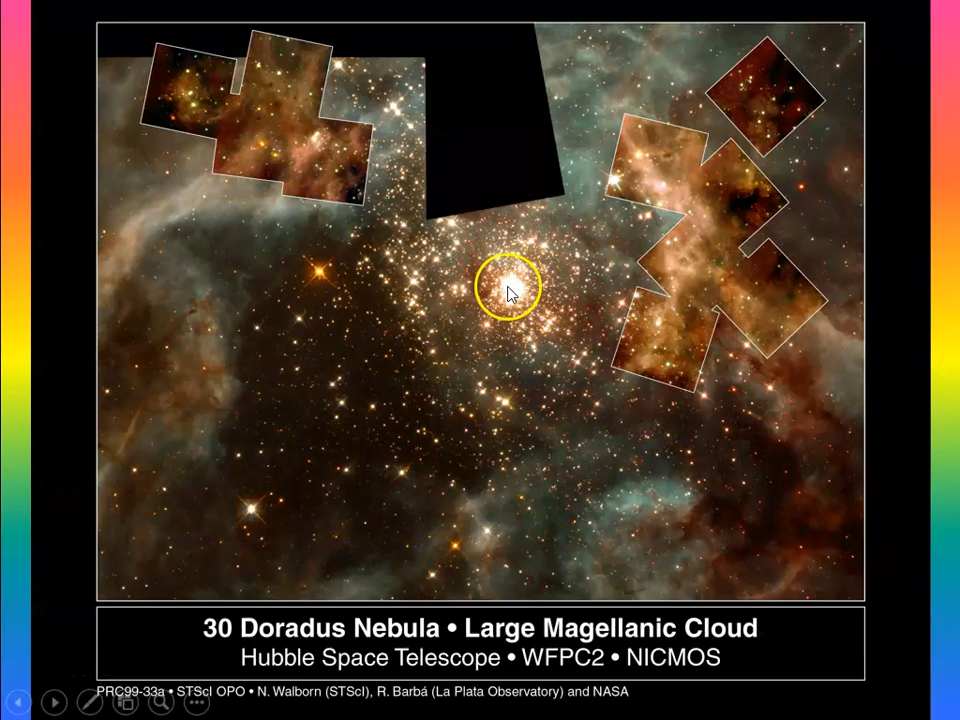 30 Doradus Nebula • Large Magellanic Cloud
Hubble Space Telescope • WFPC2 • NICMOS
PRC99-33a • STScI OPO • N. Walborn (STScI), R. Barbá (La Plata Observatory) and NASA